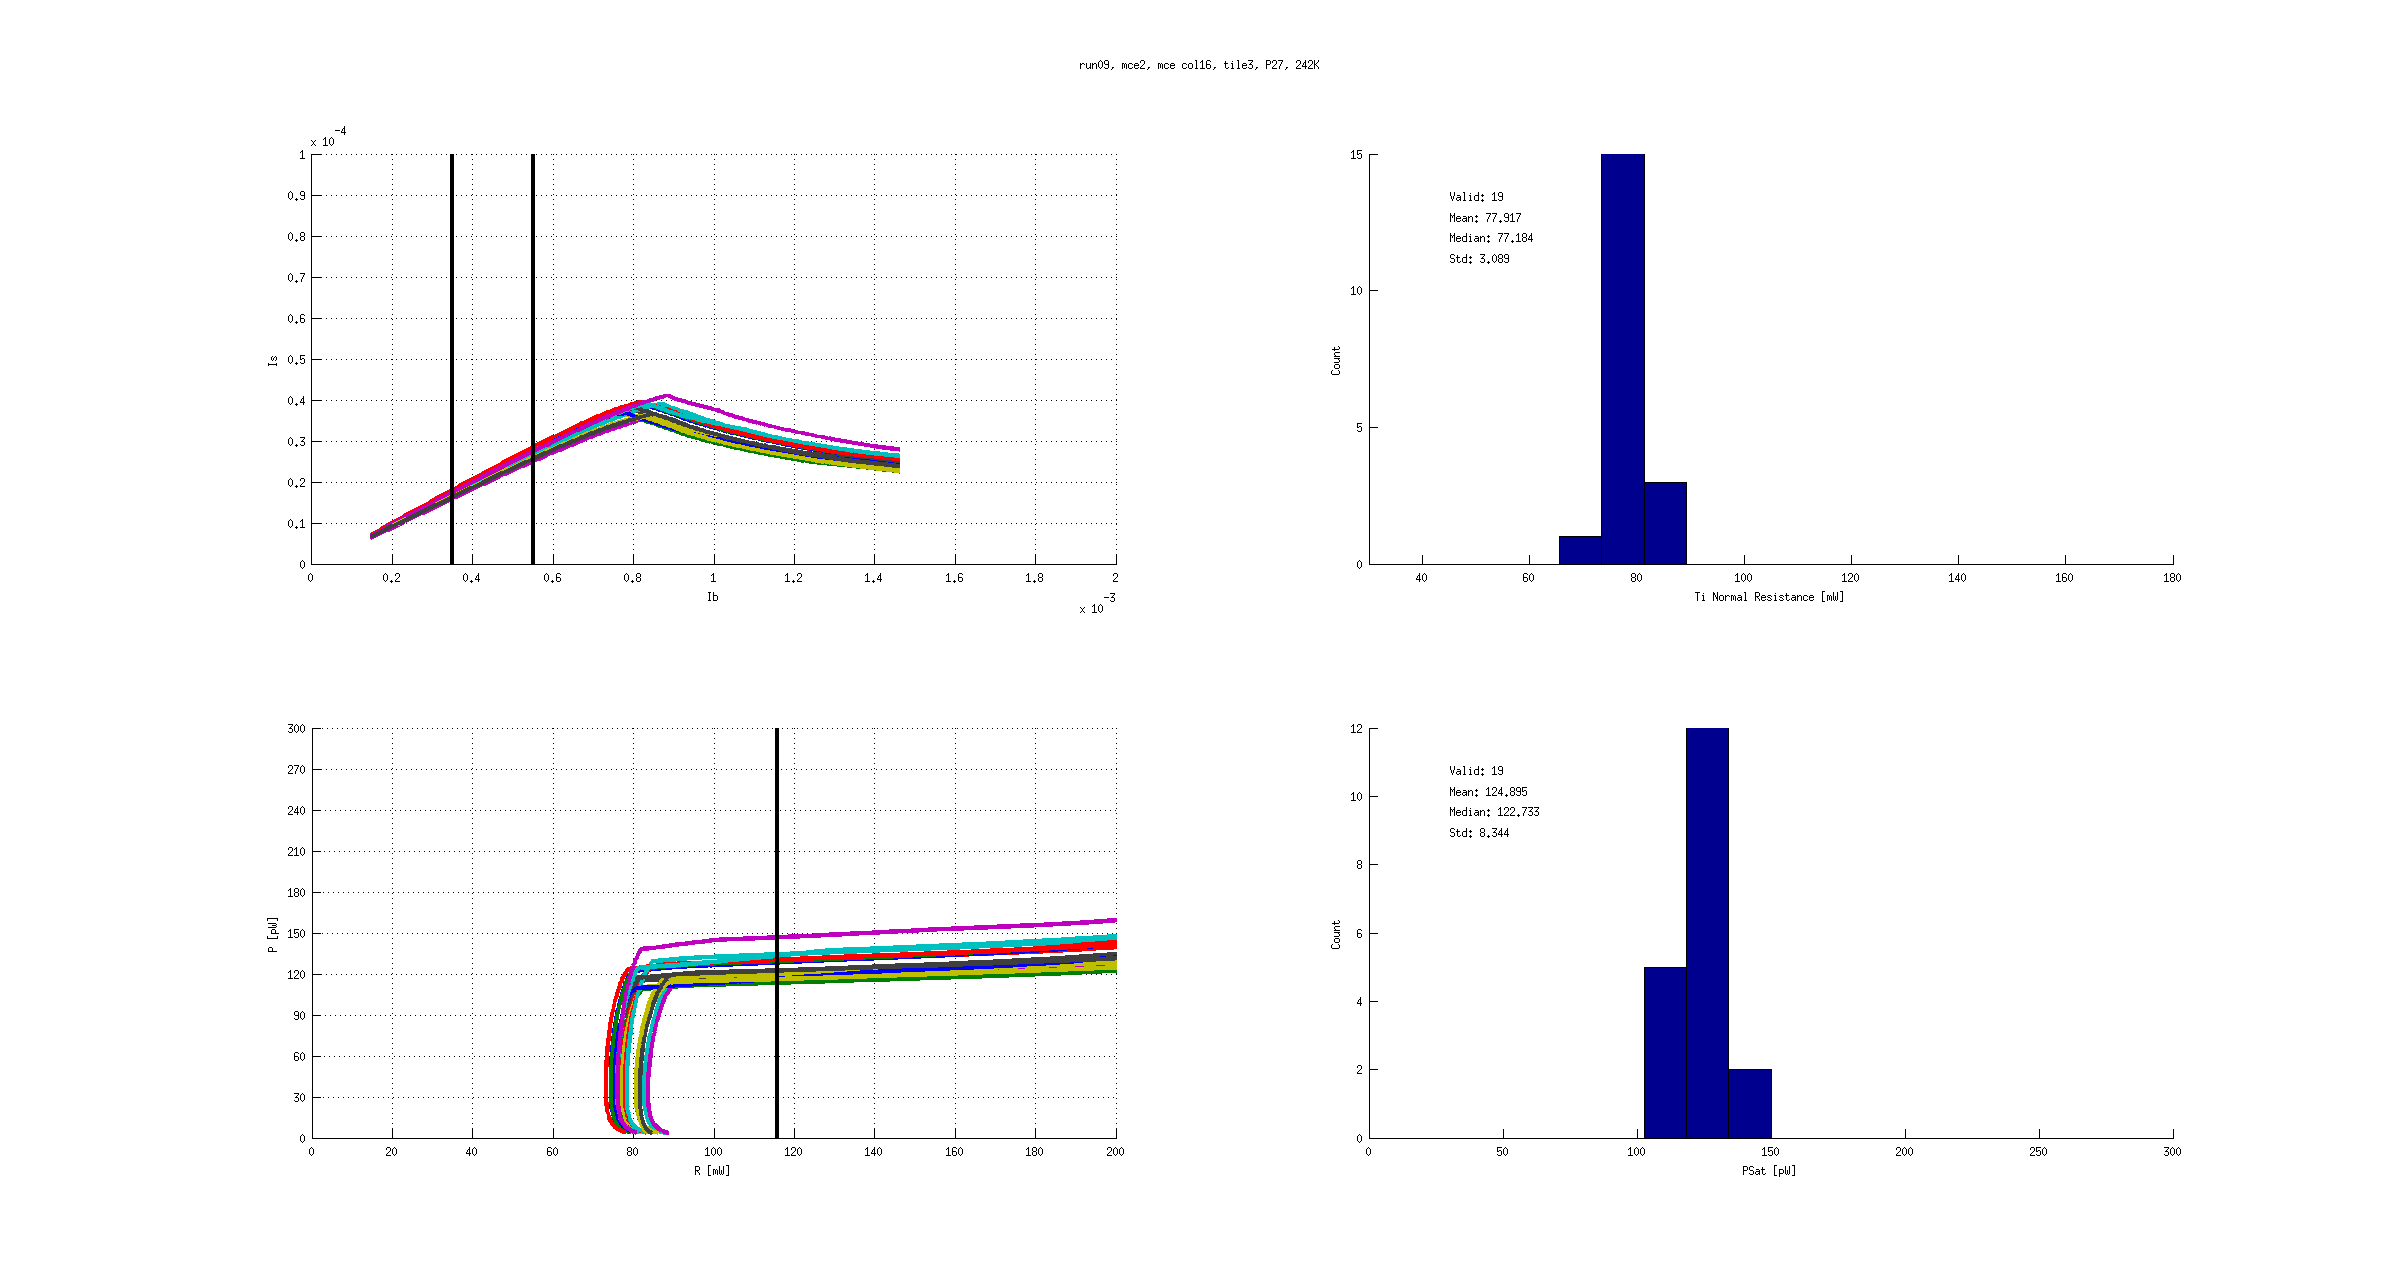 run09, mce2, mce col16, tile3, P27, 242K
x 10^-4
1
0.9
0.8
0.7
0.6
0.5
0.4
0.3
0.2
0.1
0
Is
0 0.2 0.4 0.6 0.8 1 1.2 1.4 1.6 1.8 2
Ib
x 10^-3
15
10
5
0
Count
Valid: 19
Mean: 77.917
Median: 77.184
Std: 3.089
40 60 80 100 120 140 160 180
Ti Normal Resistance [mW]
300
270
240
210
180
150
120
90
60
30
0
P [pW]
0 20 40 60 80 100 120 140 160 180 200
R [mW]
12
10
8
6
4
2
0
Count
Valid: 19
Mean: 124.895
Median: 122.733
Std: 8.344
0 50 100 150 200 250 300
PSat [pW]